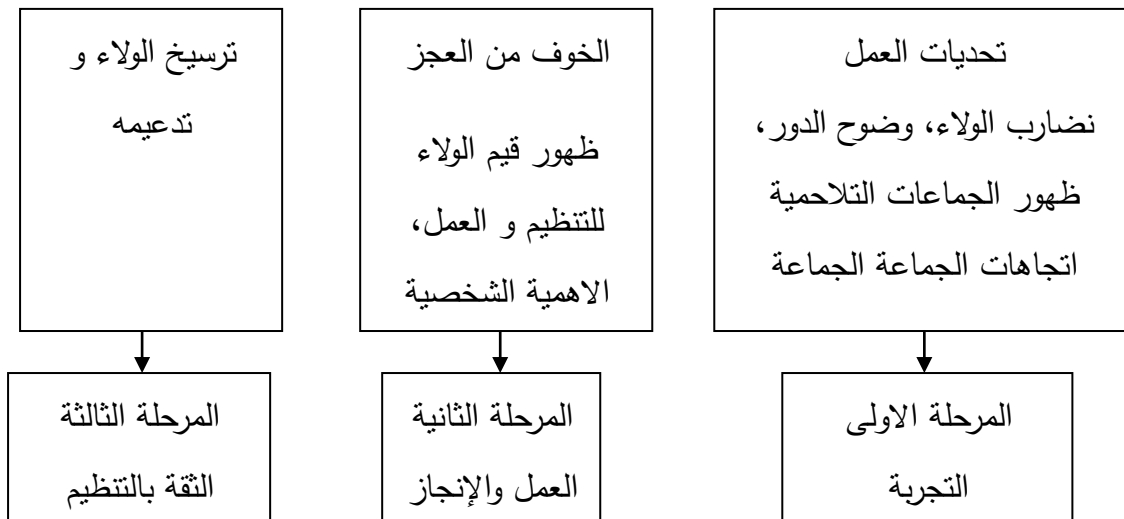 تحديات العمل
نضارب الولاء، وضوح الدور،
ظهور الجماعات التلاحمية
اتجاهات الجماعة الجماعة
الخوف من العجز
ظهور قيم الولاء
للتنظيم و العمل،
الاهمية الشخصية
ترسيخ الولاء و
تدعيمه
المرحلة الاولى
التجربة
المرحلة الثانية
العمل والإنجاز
المرحلة الثالثة
الثقة بالتنظيم